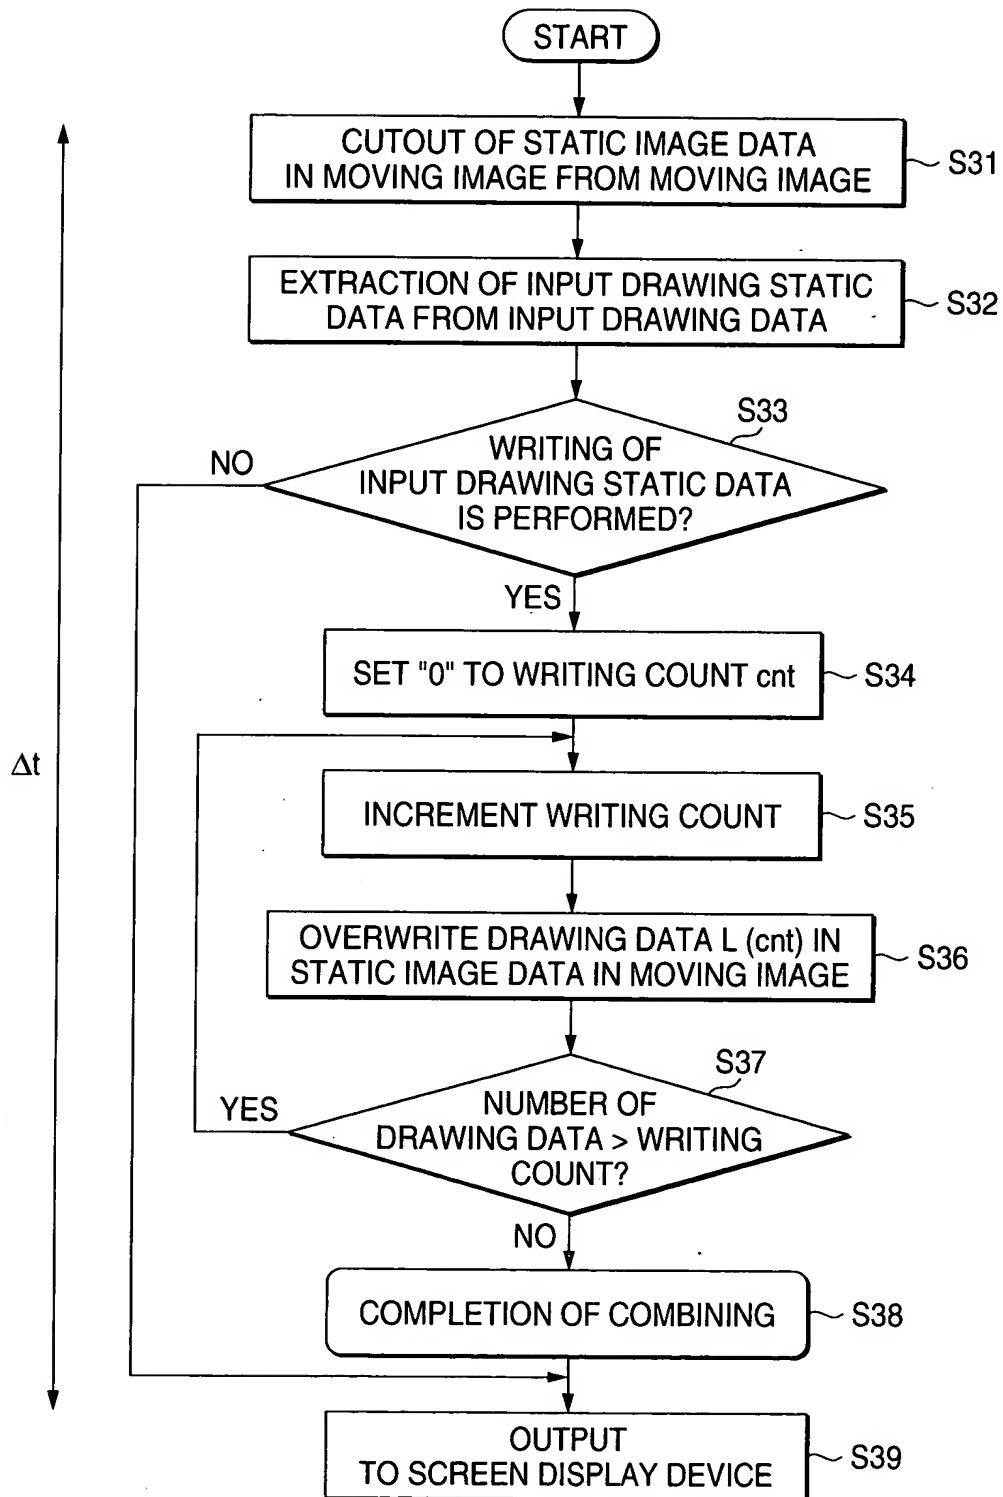 START
CUTOUT OF STATIC IMAGE DATA
IN MOVING IMAGE FROM MOVING IMAGE
S31
EXTRACTION OF INPUT DRAWING STATIC
DATA FROM INPUT DRAWING DATA
S32
S33
WRITING OF
INPUT DRAWING STATIC DATA
IS PERFORMED?
NO
YES
SET "0" TO WRITING COUNT cnt
S34
Δt
INCREMENT WRITING COUNT
S35
OVERWRITE DRAWING DATA L (cnt) IN
STATIC IMAGE DATA IN MOVING IMAGE
S36
S37
NUMBER OF
DRAWING DATA > WRITING
COUNT?
YES
NO
COMPLETION OF COMBINING
S38
OUTPUT
TO SCREEN DISPLAY DEVICE
S39